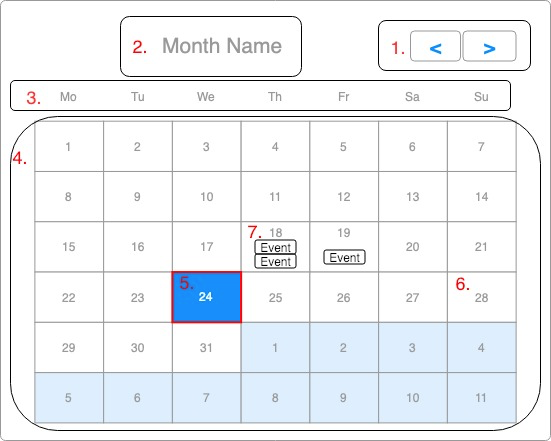 2. Month Name 1. < >
3. Mo Tu We Th Fr Sa Su
4. 1 2 3 4 5 6 7
8 9 10 11 12 13 14
15 16 17 7. 18 19 20 21
Event Event
Event
22 23 5. 24 25 26 27 6. 28
29 30 31 1 2 3 4
5 6 7 8 9 10 11